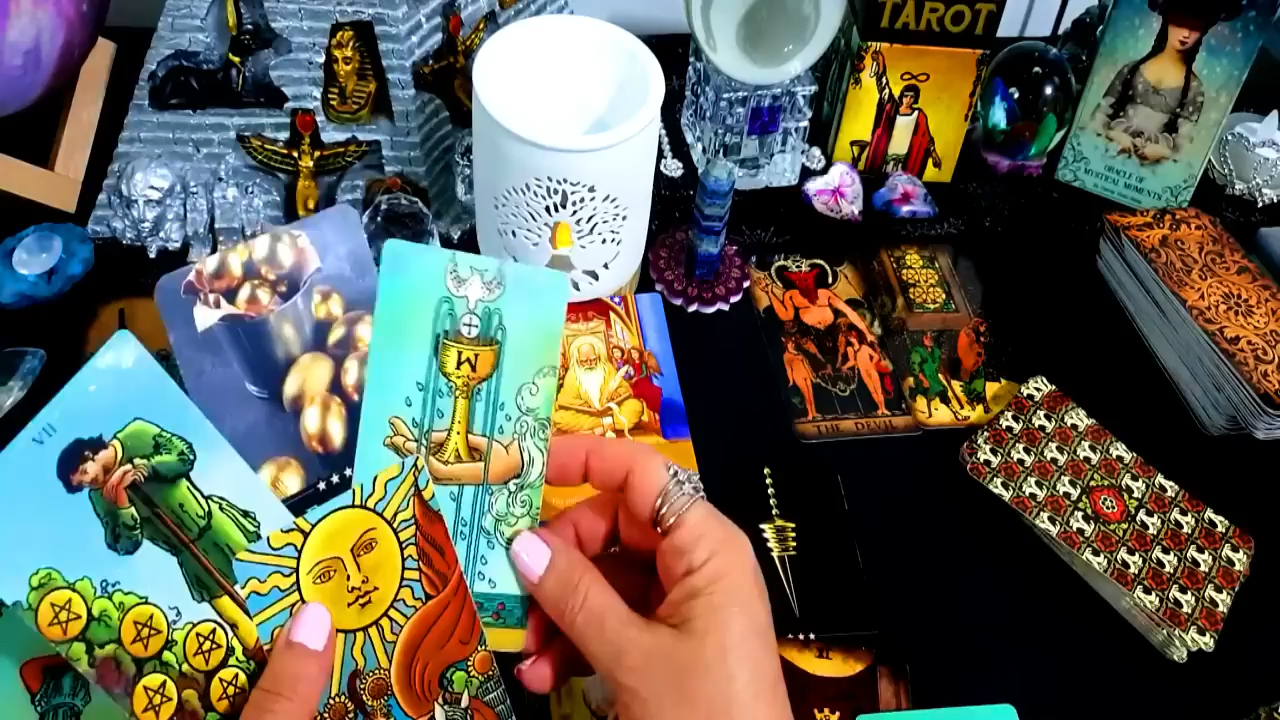 TAROT
ORACLE OF
MYSTICAL MOMENTS
VII
THE DEVIL